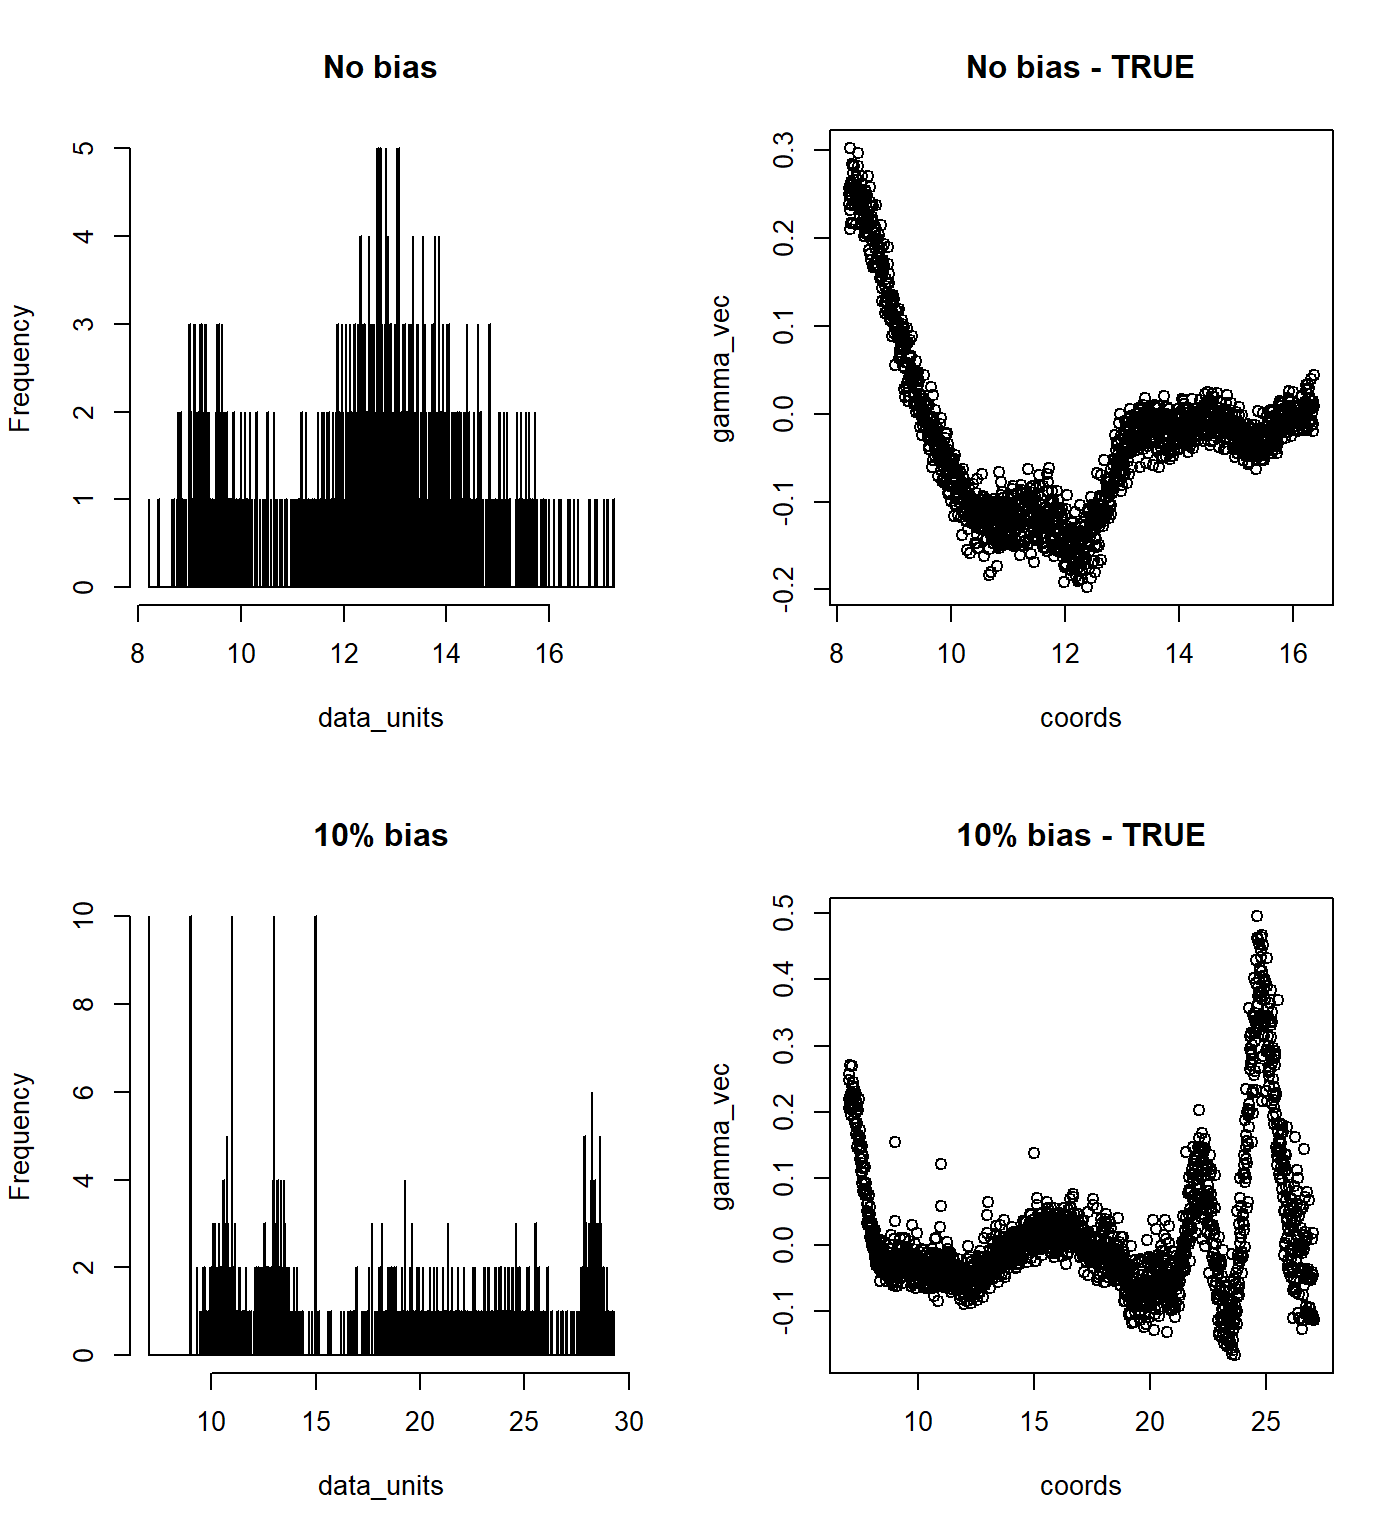 No bias
Frequency
0 1 2 3 4 5
8 10 12 14 16
data_units
No bias - TRUE
gamma_vec
-0.2 -0.1 0.0 0.1 0.2 0.3
8 10 12 14 16
coords
10% bias
Frequency
0 2 4 6 8 10
10 15 20 25 30
data_units
10% bias - TRUE
gamma_vec
-0.1 0.0 0.1 0.2 0.3 0.4 0.5
10 15 20 25
coords